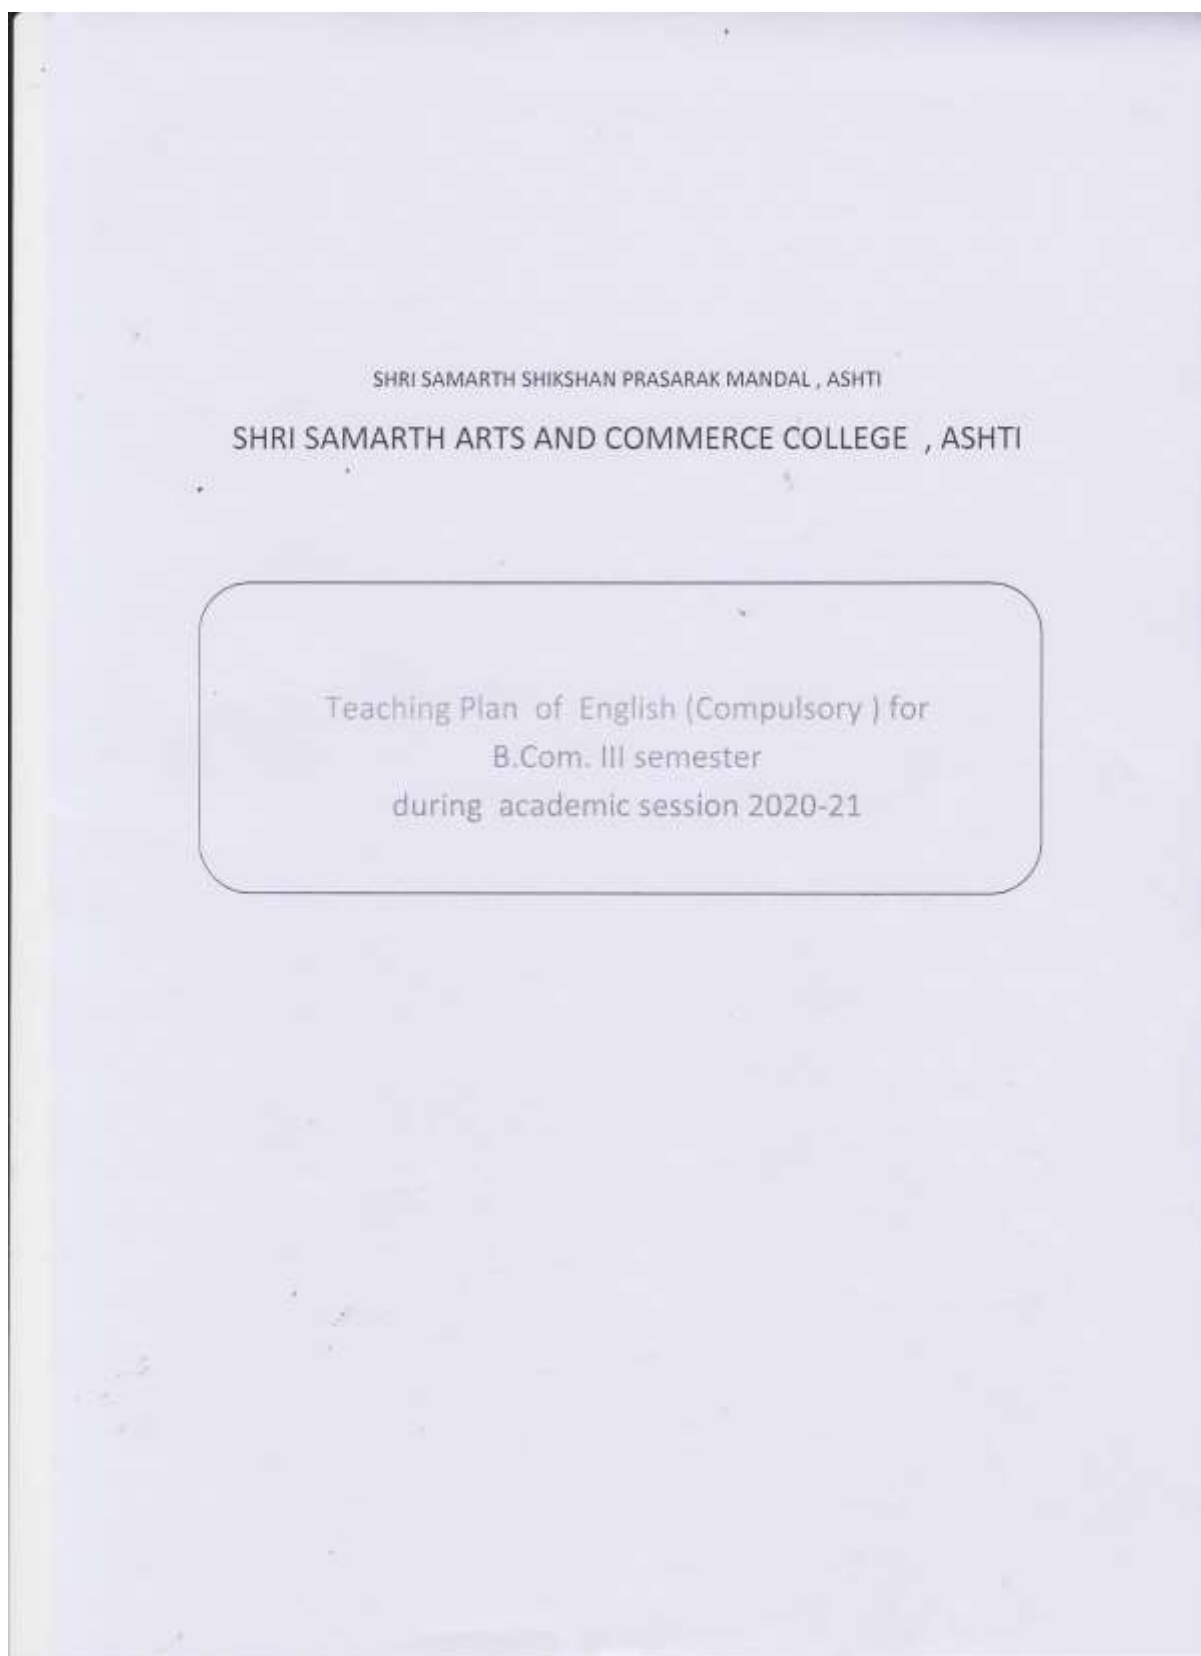 SHRI SAMARTH SHIKSHAN PRASARAK MANDAL , ASHTI
SHRI SAMARTH ARTS AND COMMERCE COLLEGE , ASHTI
Teaching Plan of English (Compulsory ) for
B.Com. III semester
during academic session 2020-21